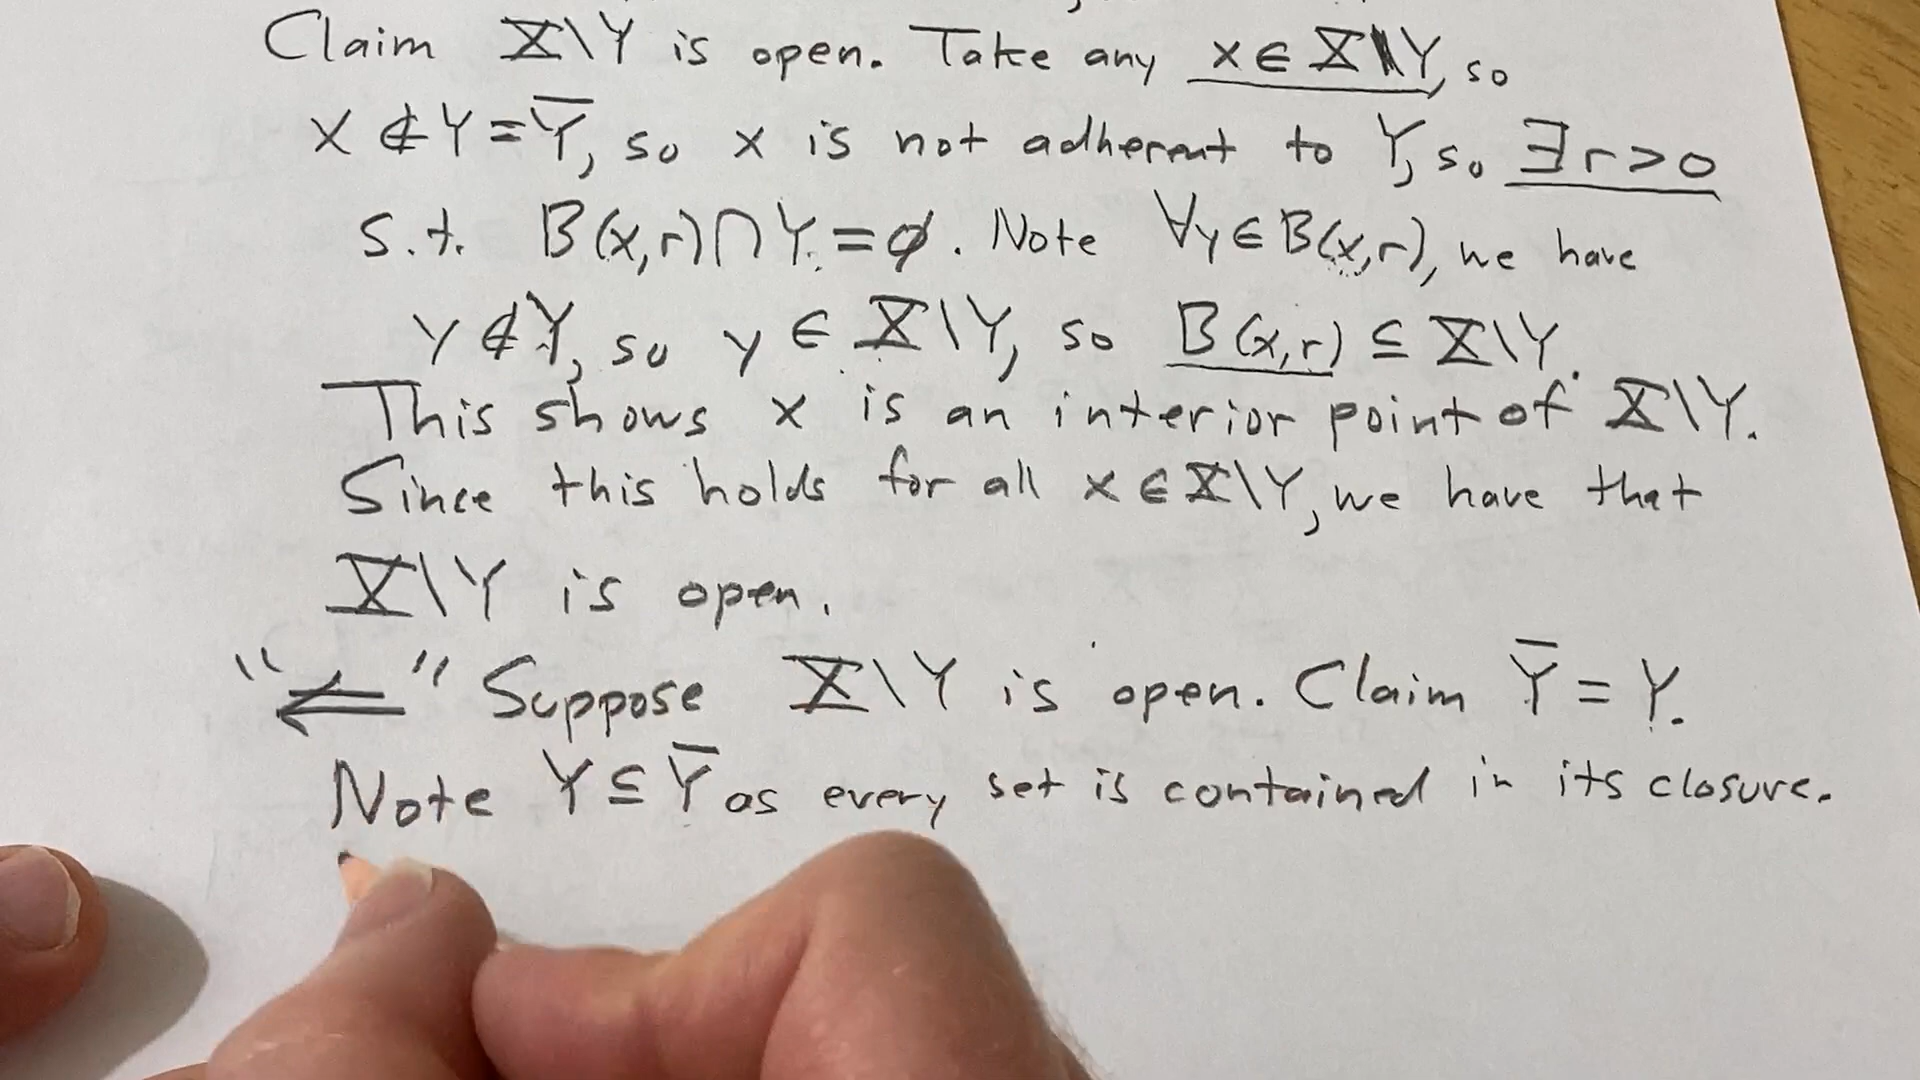 Claim X\Y is open. Take any x ∈ X\Y, so
x ∉ Y = Y̅, so x is not adherent to Y, so ∃ r > 0
s.t. B(x,r) ∩ Y = ∅. Note ∀y ∈ B(x,r), we have
y ∉ Y, so y ∈ X\Y, so B(x,r) ⊆ X\Y.
This shows x is an interior point of X\Y.
Since this holds for all x ∈ X\Y, we have that
X\Y is open.
"⇐" Suppose X\Y is open. Claim Y̅ = Y.
Note Y ⊆ Y̅ as every set is contained in its closure.